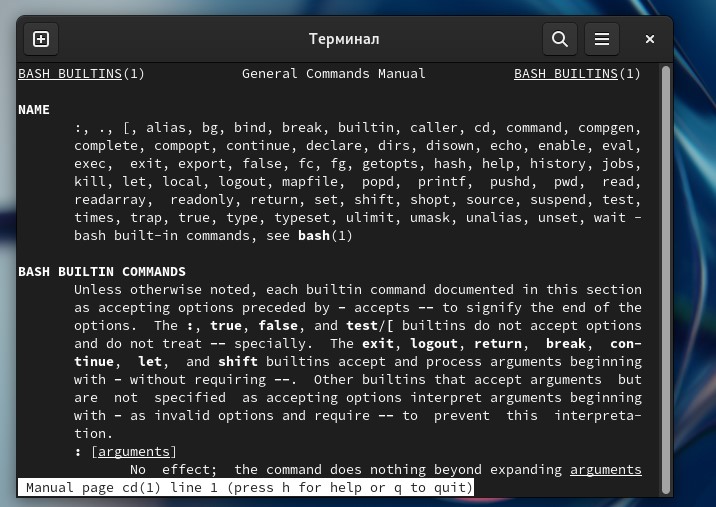 Терминал
BASH BUILTINS(1) General Commands Manual BASH BUILTINS(1)
NAME
:, ., [, alias, bg, bind, break, builtin, caller, cd, command, compgen,
complete, compopt, continue, declare, dirs, disown, echo, enable, eval,
exec, exit, export, false, fc, fg, getopts, hash, help, history, jobs,
kill, let, local, logout, mapfile, popd, printf, pushd, pwd, read,
readarray, readonly, return, set, shift, shopt, source, suspend, test,
times, trap, true, type, typeset, ulimit, umask, unalias, unset, wait -
bash built-in commands, see bash(1)
BASH BUILTIN COMMANDS
Unless otherwise noted, each builtin command documented in this section
as accepting options preceded by - accepts -- to signify the end of the
options. The :, true, false, and test/[ builtins do not accept options
and do not treat -- specially. The exit, logout, return, break, con-
tinue, let, and shift builtins accept and process arguments beginning
with - without requiring --. Other builtins that accept arguments but
are not specified as accepting options interpret arguments beginning
with - as invalid options and require -- to prevent this interpreta-
tion.
: [arguments]
No effect; the command does nothing beyond expanding arguments
Manual page cd(1) line 1 (press h for help or q to quit)